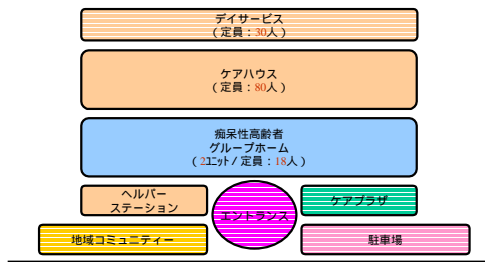 デイサービス
(定員:30人)
ケアハウス
(定員:80人)
痴呆性高齢者
グループホーム
(2ユニット/定員:18人)
ヘルパー
ステーション
エントランス
ケアプラザ
地域コミュニティー
駐車場